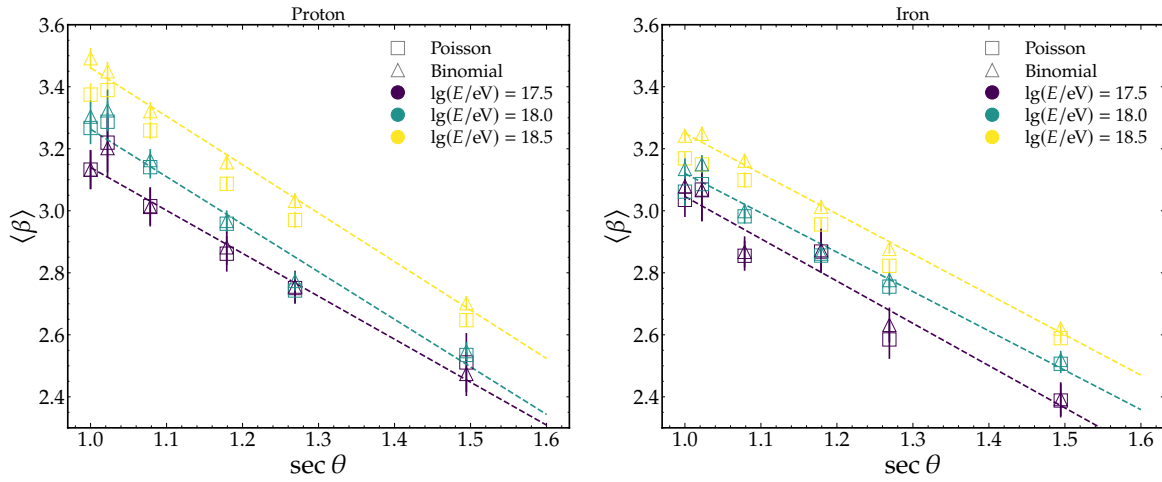 Proton
3.6
3.4
3.2
3.0
2.8
2.6
2.4
⟨β⟩
1.0 1.1 1.2 1.3 1.4 1.5 1.6
sec θ
Poisson
Binomial
lg(E/eV) = 17.5
lg(E/eV) = 18.0
lg(E/eV) = 18.5
Iron
3.6
3.4
3.2
3.0
2.8
2.6
2.4
⟨β⟩
1.0 1.1 1.2 1.3 1.4 1.5 1.6
sec θ
Poisson
Binomial
lg(E/eV) = 17.5
lg(E/eV) = 18.0
lg(E/eV) = 18.5